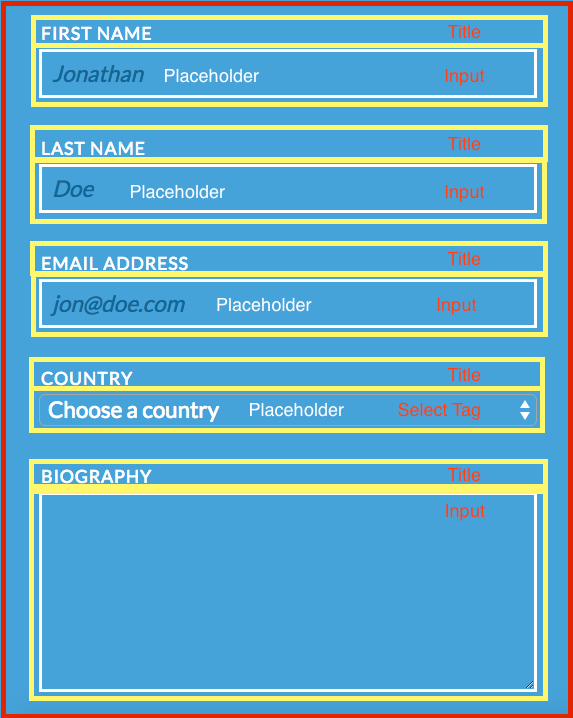 FIRST NAME Title
Jonathan Placeholder Input
LAST NAME Title
Doe Placeholder Input
EMAIL ADDRESS Title
jon@doe.com Placeholder Input
COUNTRY Title
Choose a country Placeholder Select Tag
BIOGRAPHY Title
Input